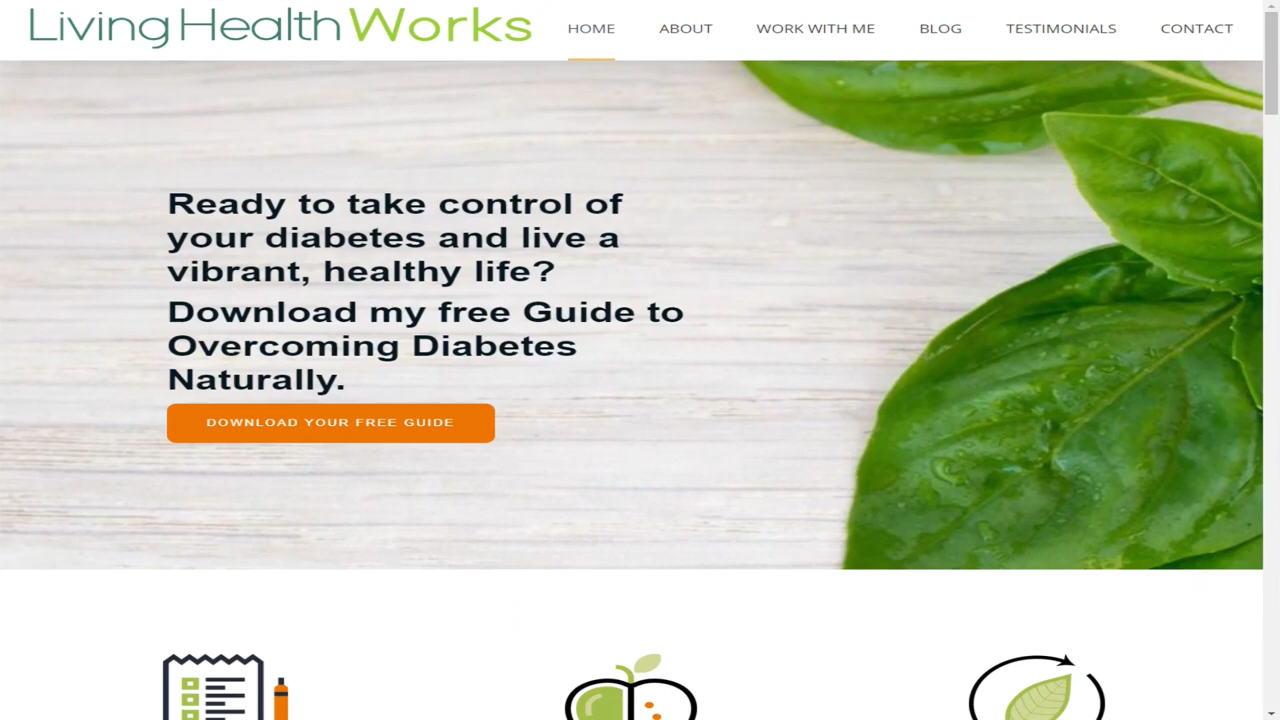 Living Health Works
HOME
ABOUT
WORK WITH ME
BLOG
TESTIMONIALS
CONTACT
Ready to take control of
your diabetes and live a
vibrant, healthy life?
Download my free Guide to
Overcoming Diabetes
Naturally.
DOWNLOAD YOUR FREE GUIDE